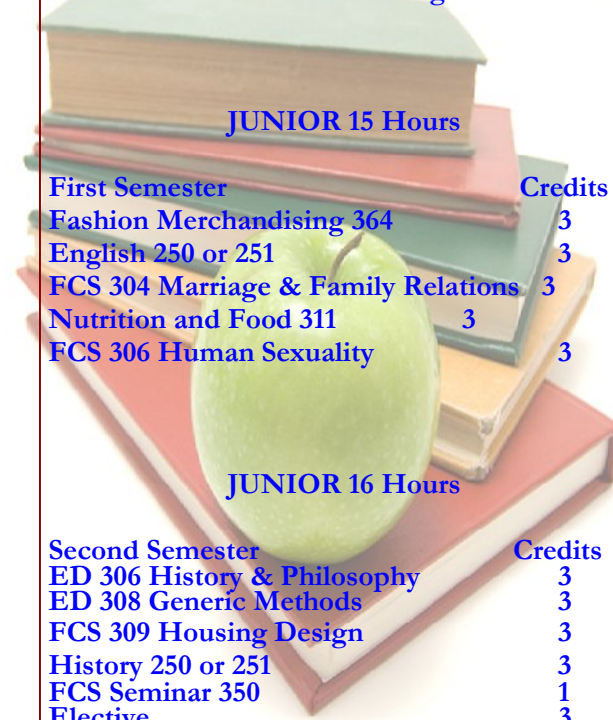 JUNIOR 15 Hours
First Semester Credits
Fashion Merchandising 364 3
English 250 or 251 3
FCS 304 Marriage & Family Relations 3
Nutrition and Food 311 3
FCS 306 Human Sexuality 3
JUNIOR 16 Hours
Second Semester Credits
ED 306 History & Philosophy 3
ED 308 Generic Methods 3
FCS 309 Housing Design 3
History 250 or 251 3
FCS Seminar 350 1
Elective 3